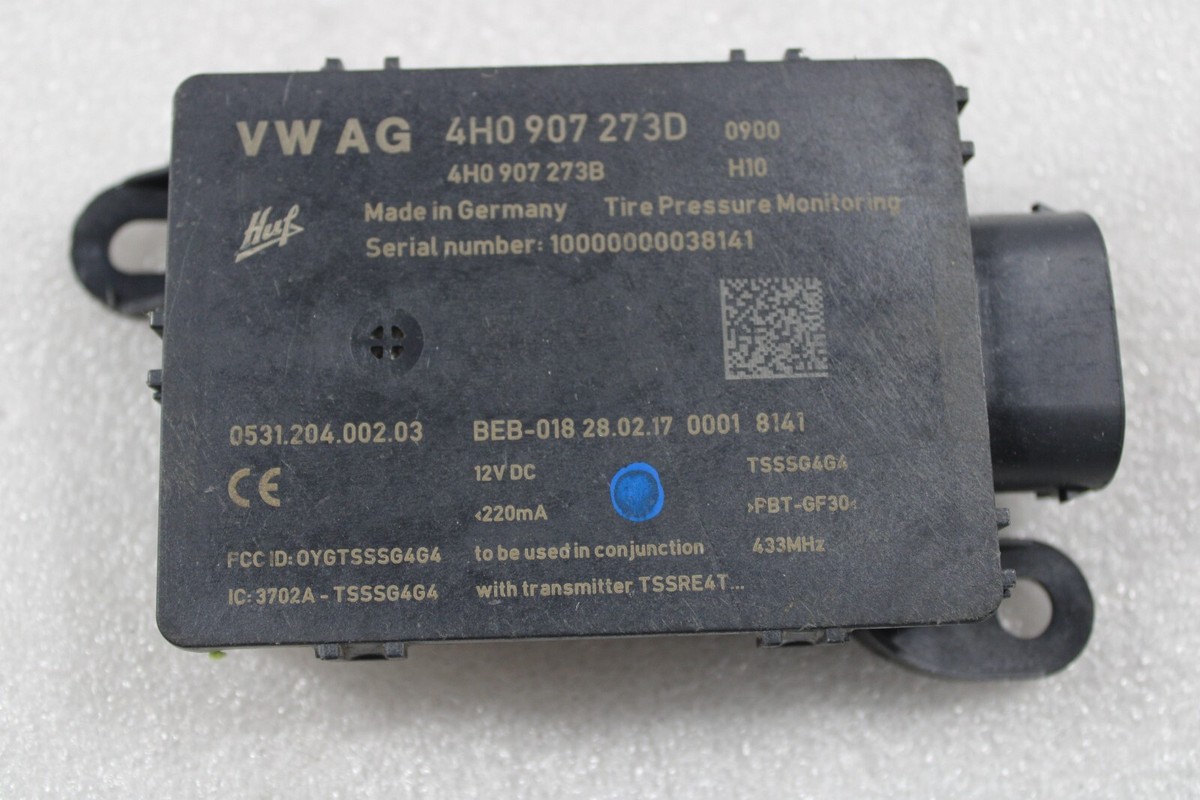 VW AG 4H0 907 273D 0900
4H0 907 273B H10
Huf
Made in Germany Tire Pressure Monitoring
Serial number: 10000000038141
0531.204.002.03 BEB-018 28.02.17 0001 8141
CE 12V DC TSSSG4G4
<220mA >PBT-GF30<
FCC ID: OYGTSSSG4G4 to be used in conjunction 433MHz
IC: 3702A - TSSSG4G4 with transmitter TSSRE4T...